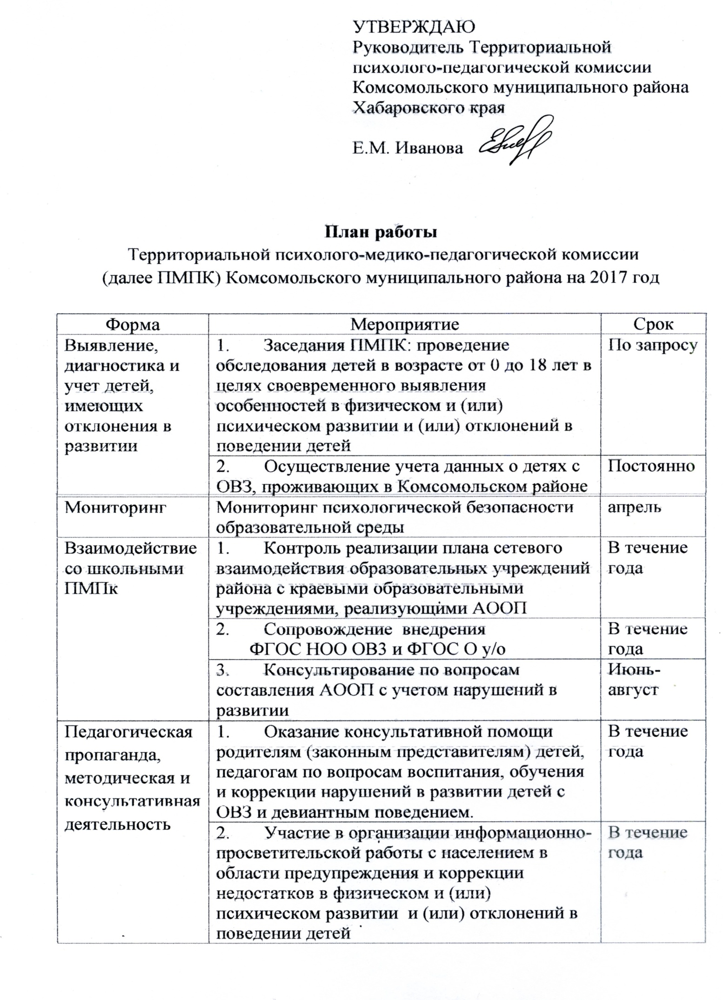 УТВЕРЖДАЮ
Руководитель Территориальной
психолого-педагогической комиссии
Комсомольского муниципального района
Хабаровского края
Е.М. Иванова
План работы
Территориальной психолого-медико-педагогической комиссии
(далее ПМПК) Комсомольского муниципального района на 2017 год
Форма Мероприятие Срок
Выявление,
диагностика и
учет детей,
имеющих
отклонения в
развитии
1. Заседания ПМПК: проведение
обследования детей в возрасте от 0 до 18 лет в
целях своевременного выявления
особенностей в физическом и (или)
психическом развитии и (или) отклонений в
поведении детей
По запросу
2. Осуществление учета данных о детях с
ОВЗ, проживающих в Комсомольском районе
Постоянно
Мониторинг
Мониторинг психологической безопасности
образовательной среды
апрель
Взаимодействие
со школьными
ПМПк
1. Контроль реализации плана сетевого
взаимодействия образовательных учреждений
района с краевыми образовательными
учреждениями, реализующими АООП
В течение
года
2. Сопровождение внедрения
ФГОС НОО ОВЗ и ФГОС О у/о
В течение
года
3. Консультирование по вопросам
составления АООП с учетом нарушений в
развитии
Июнь-
август
Педагогическая
пропаганда,
методическая и
консультативная
деятельность
1. Оказание консультативной помощи
родителям (законным представителям) детей,
педагогам по вопросам воспитания, обучения
и коррекции нарушений в развитии детей с
ОВЗ и девиантным поведением.
В течение
года
2. Участие в организации информационно-
просветительской работы с населением в
области предупреждения и коррекции
недостатков в физическом и (или)
психическом развитии и (или) отклонений в
поведении детей
В течение
года